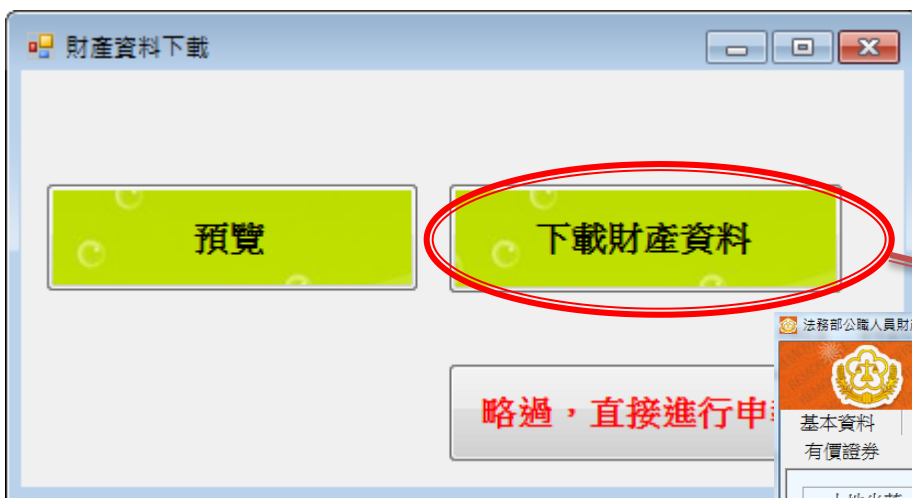 財產資料下載
預覽
下載財產資料
略過，直接進行申
法務部公職人員財
基本資料
有價證券